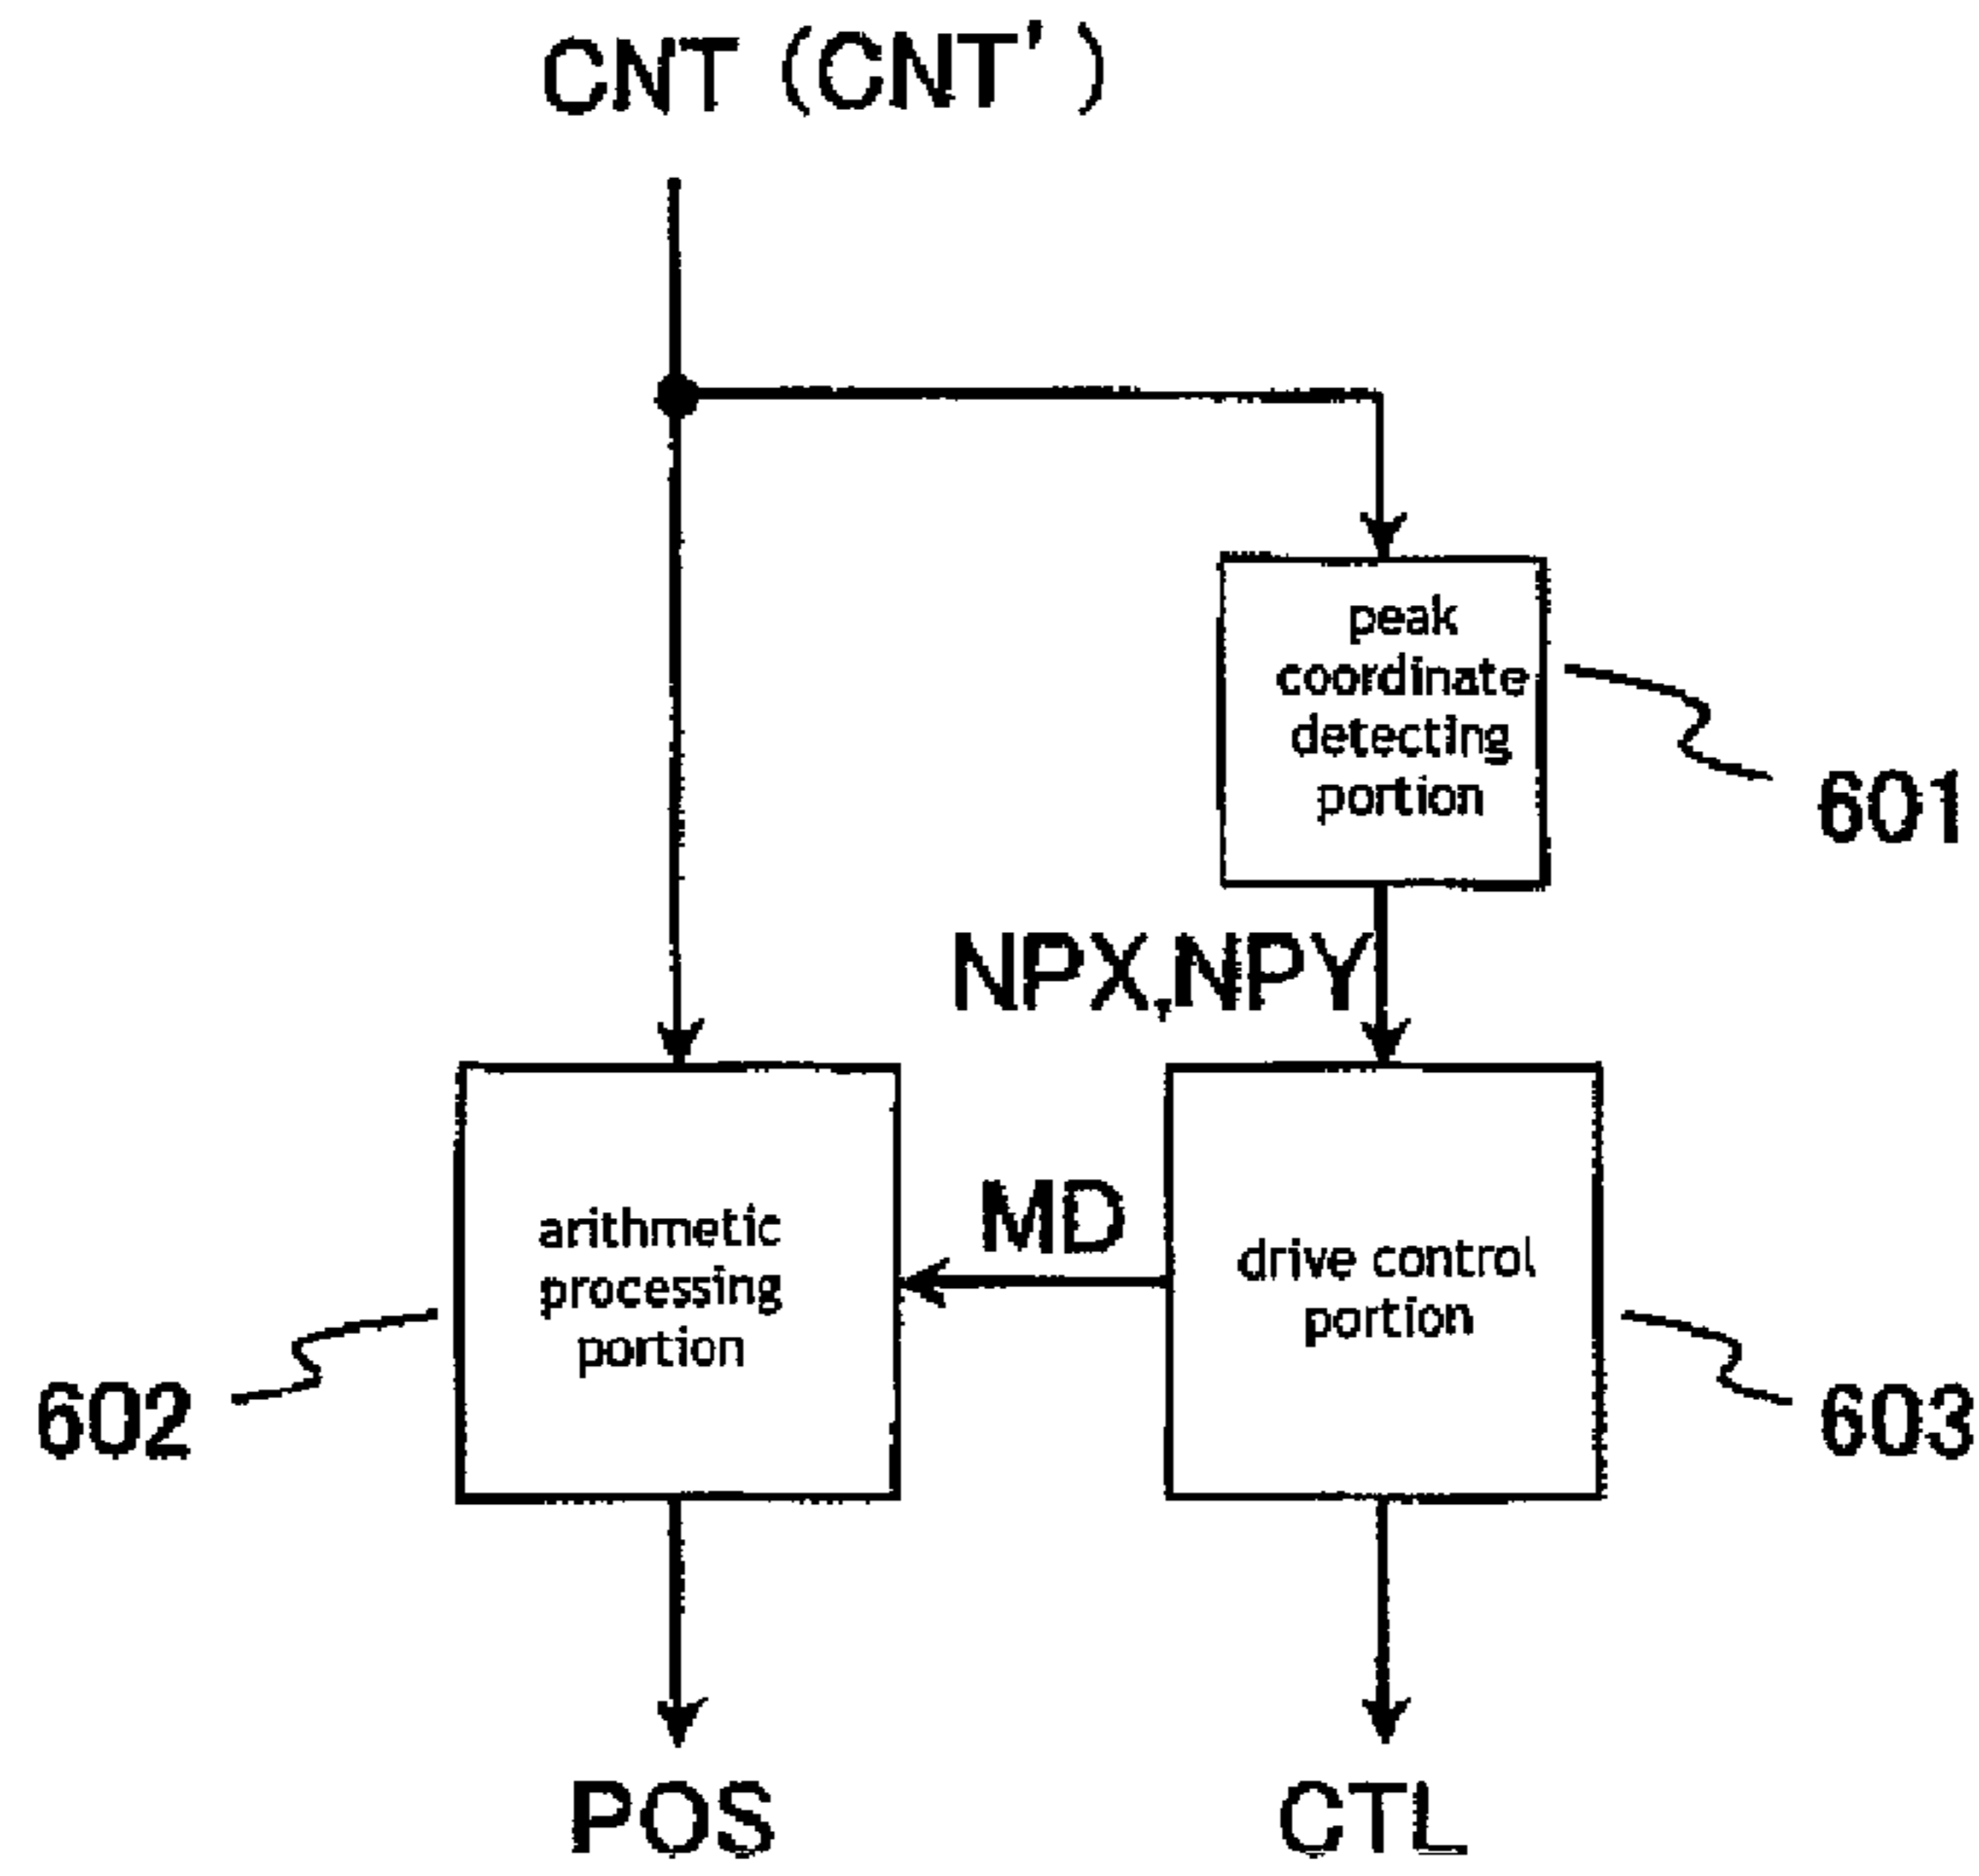 CNT (CNT')
peak
coordinate
detecting
portion
601
NPX,NPY
MD
arithmetic
processing
portion
drive control
portion
602
603
POS
CTL